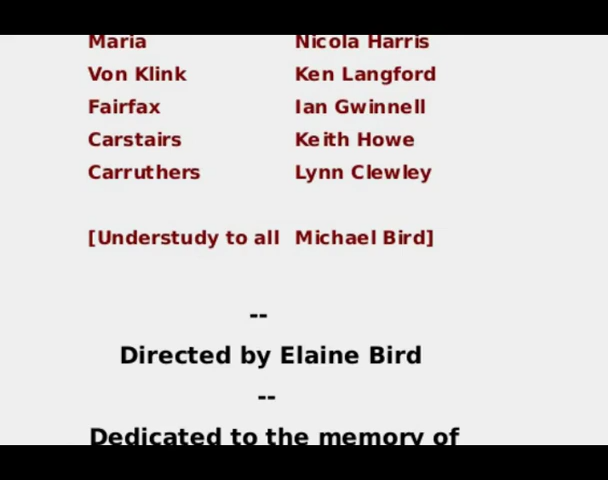 Maria Nicola Harris
Von Klink Ken Langford
Fairfax Ian Gwinnell
Carstairs Keith Howe
Carruthers Lynn Clewley
[Understudy to all Michael Bird]
--
Directed by Elaine Bird
--
Dedicated to the memory of